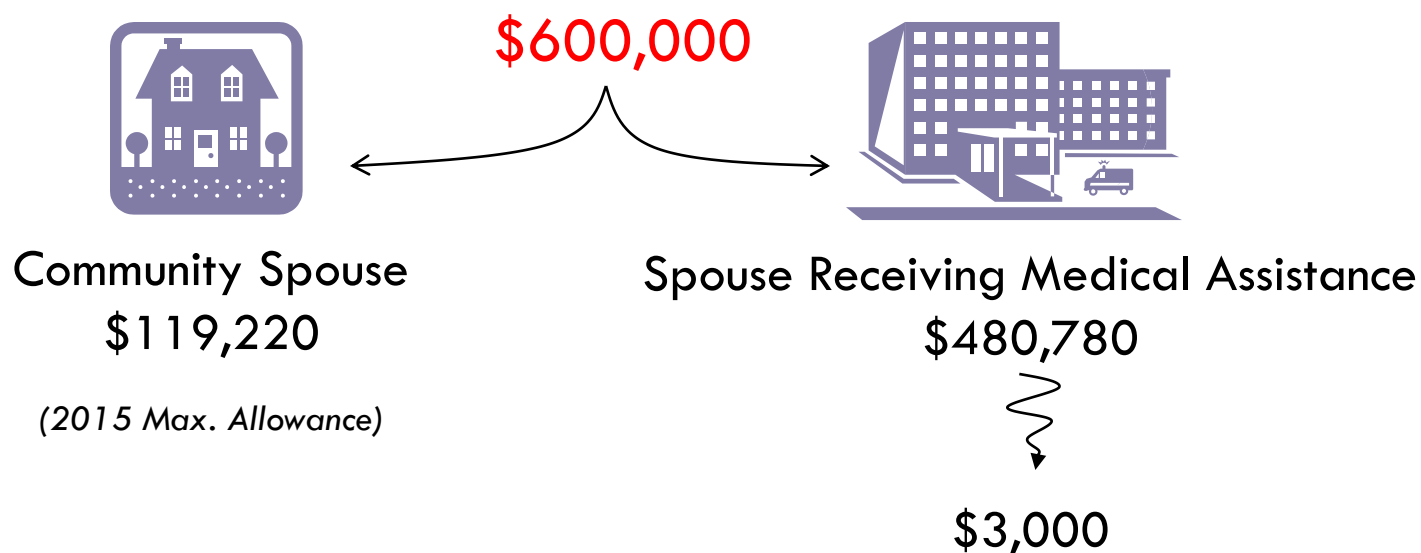 $600,000
Community Spouse
$119,220
(2015 Max. Allowance)
Spouse Receiving Medical Assistance
$480,780
$3,000